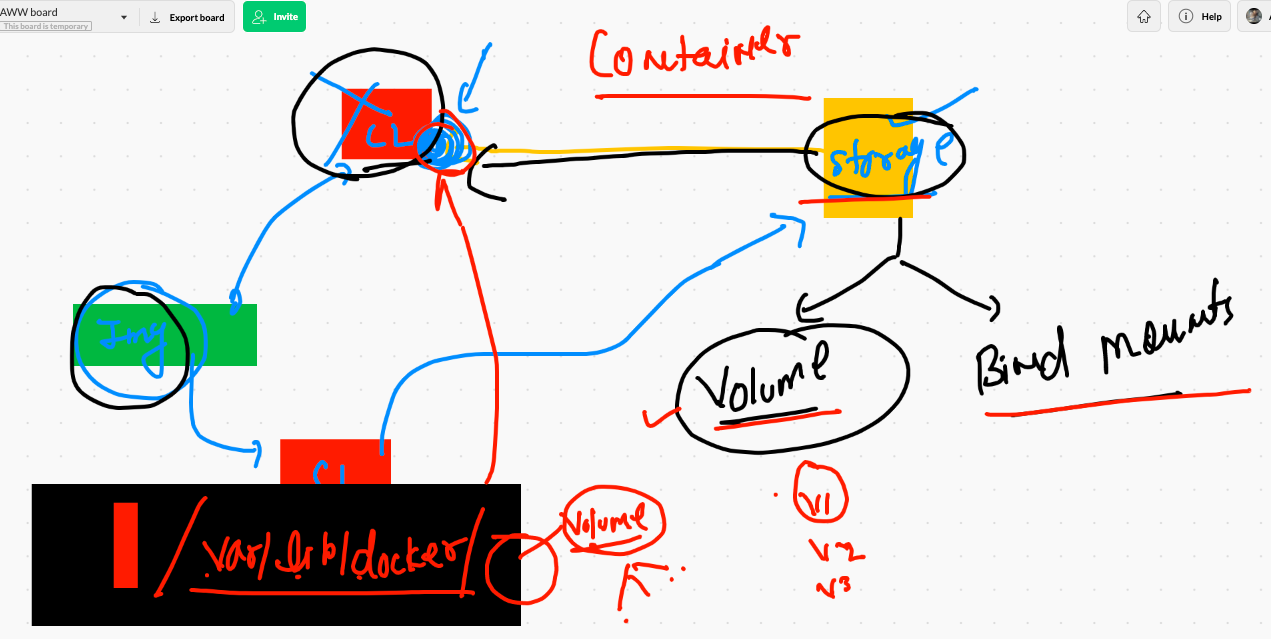 AWW board
This board is temporary
Export board
Invite
Help
Container
CL
storage
Img
Volume
Bind mounts
CL
/var/lib/docker/
Volume
V1
V2
V3